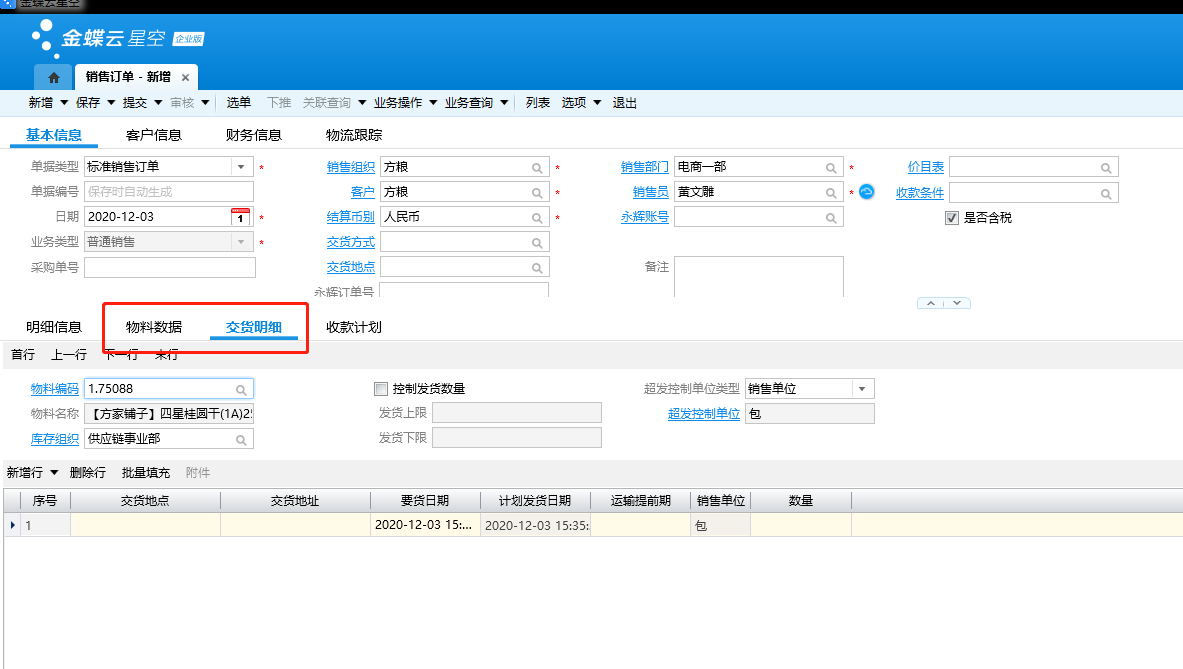 金蝶云星空
金蝶云 星空 企业版
销售订单 - 新增 ×
新增 保存 提交 审核 选单 下推 关联查询 业务操作 业务查询 列表 选项 退出
基本信息 客户信息 财务信息 物流跟踪
单据类型 标准销售订单 * 销售组织 方粮 * 销售部门 电商一部 * 价目表
单据编号 保存时自动生成 客户 方粮 * 销售员 黄文雕 * 收款条件
日期 2020-12-03 1 * 结算币别 人民币 * 永辉账号 是否含税
业务类型 普通销售 * 交货方式
采购单号 交货地点 备注
永辉订单号
明细信息 物料数据 交货明细 收款计划
首行 上一行 下一行 末行
物料编码 1.75088 控制发货数量 超发控制单位类型 销售单位
物料名称 【方家铺子】四星桂圆干(1A)25 发货上限 超发控制单位 包
库存组织 供应链事业部 发货下限
新增行 删除行 批量填充 附件
序号 交货地点 交货地址 要货日期 计划发货日期 运输提前期 销售单位 数量
1 2020-12-03 15:... 2020-12-03 15:35: 包